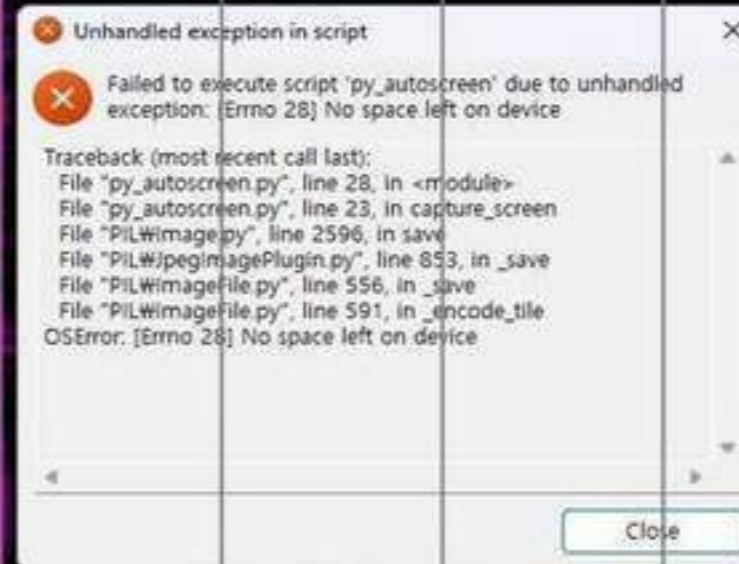 Unhandled exception in script
Failed to execute script 'py_autoscreen' due to unhandled
exception: [Errno 28] No space left on device
Traceback (most recent call last):
File "py_autoscreen.py", line 28, in <module>
File "py_autoscreen.py", line 23, in capture_screen
File "PIL₩Image.py", line 2596, in save
File "PIL₩JpegImagePlugin.py", line 853, in _save
File "PIL₩ImageFile.py", line 556, in _save
File "PIL₩ImageFile.py", line 591, in _encode_tile
OSError: [Errno 28] No space left on device
Close